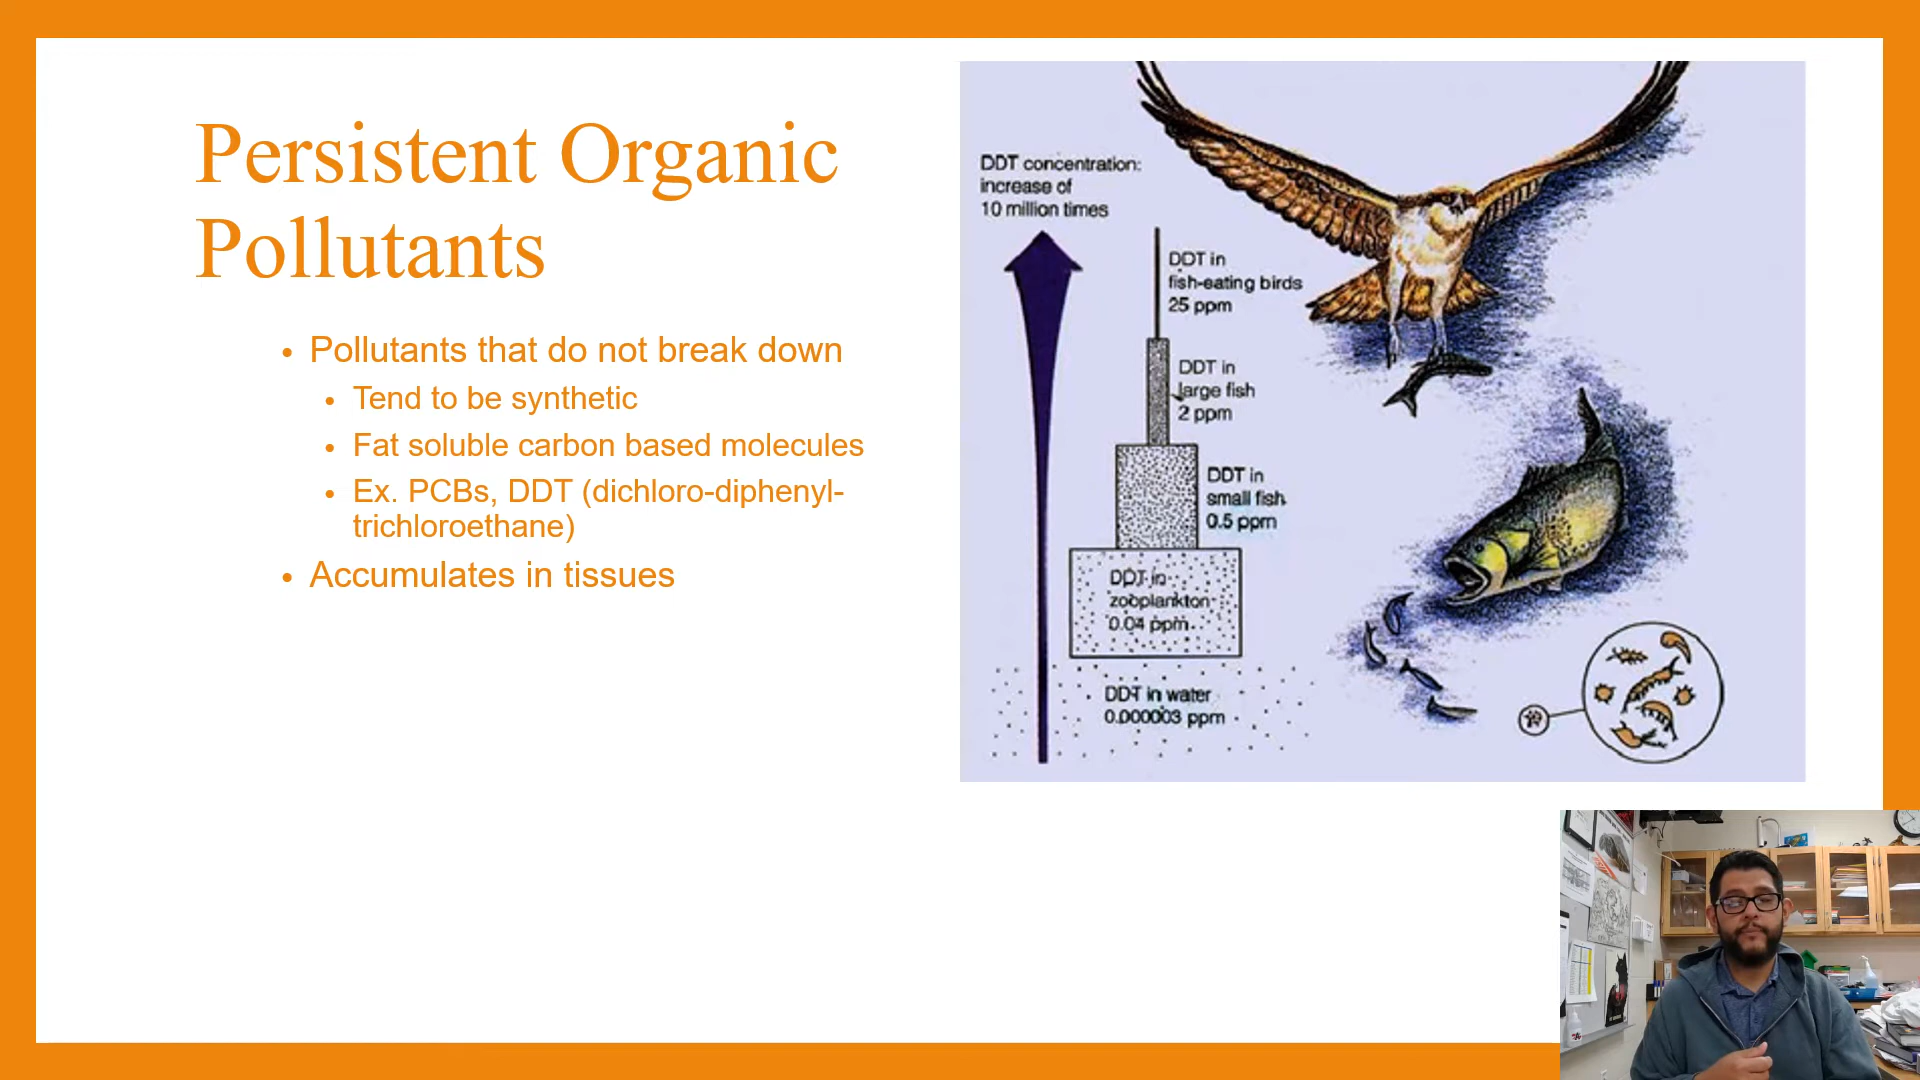 Persistent Organic
Pollutants
• Pollutants that do not break down
• Tend to be synthetic
• Fat soluble carbon based molecules
• Ex. PCBs, DDT (dichloro-diphenyl-
trichloroethane)
• Accumulates in tissues
DDT concentration:
increase of
10 million times
DDT in
fish-eating birds
25 ppm
DDT in
large fish
2 ppm
DDT in
small fish
0.5 ppm
DDT in
zooplankton
0.04 ppm
DDT in water
0.000003 ppm